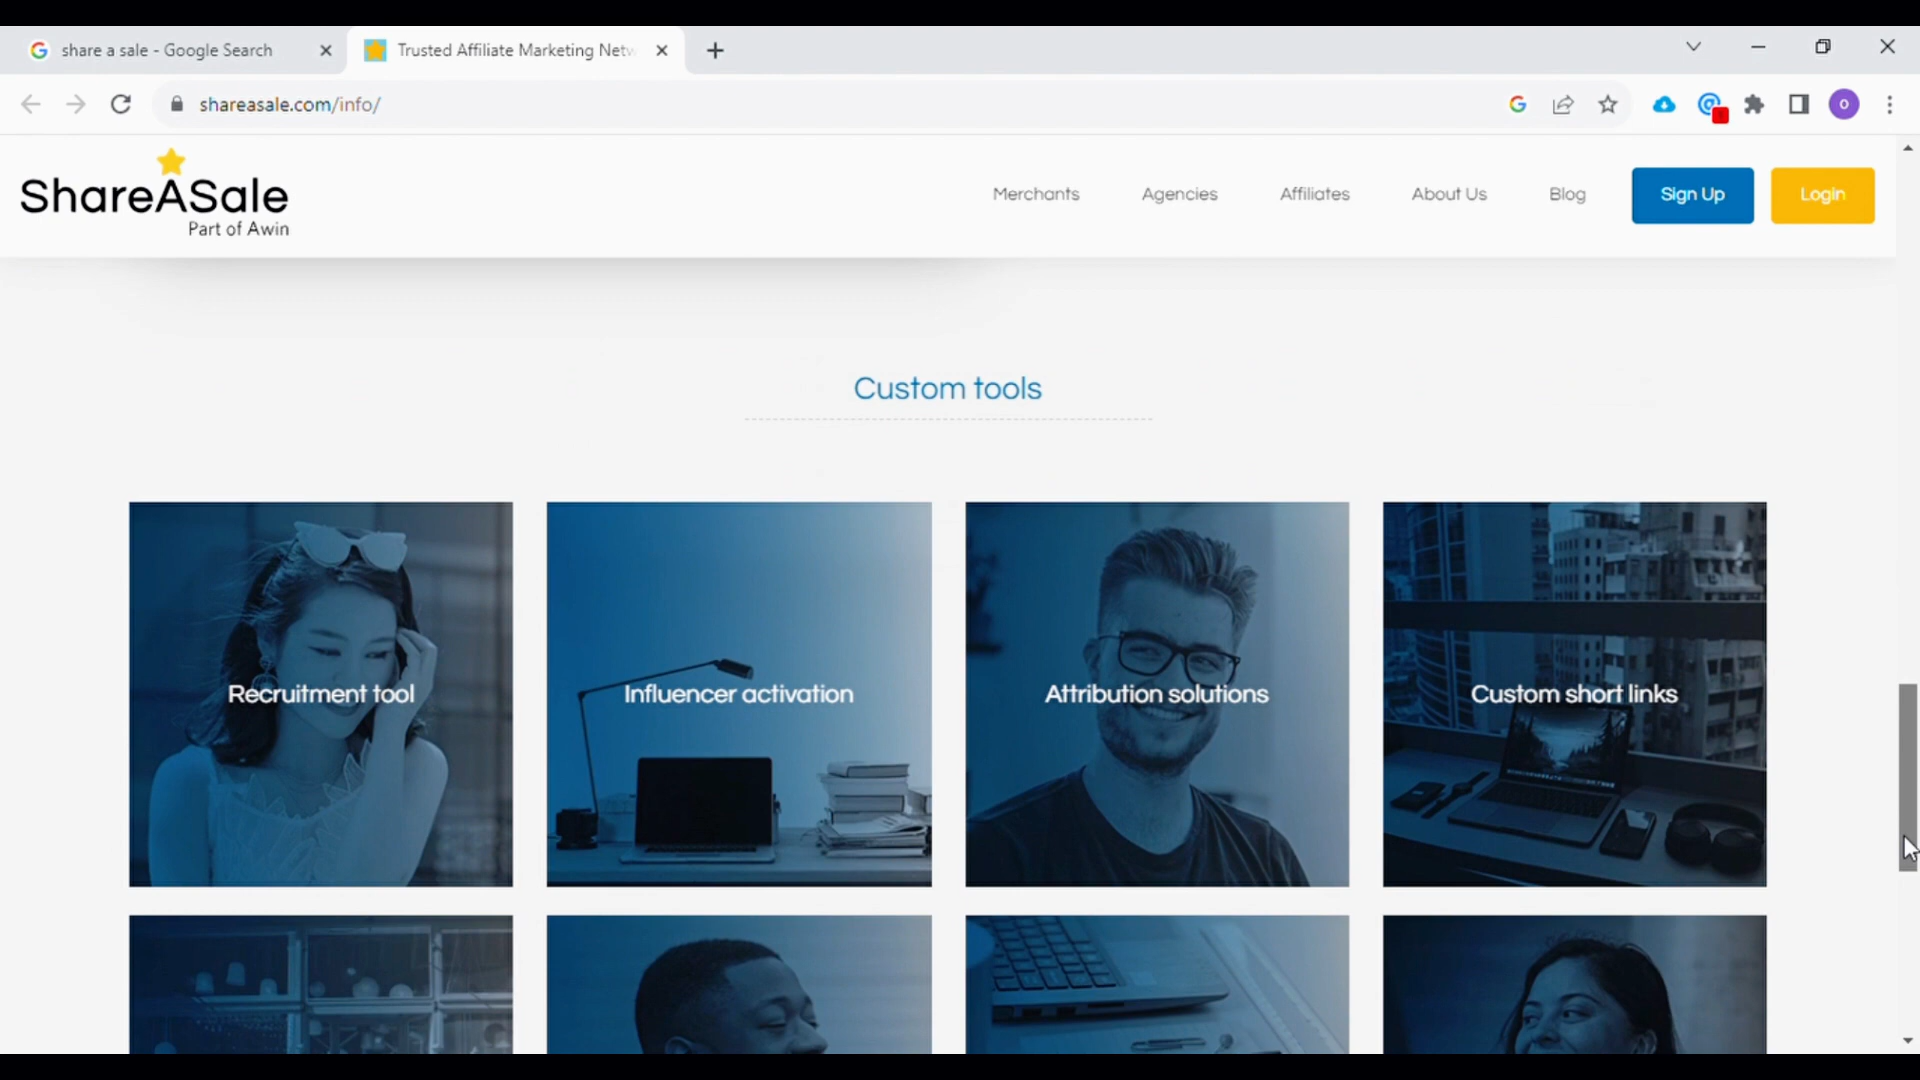 share a sale - Google Search
Trusted Affiliate Marketing Netw
shareasale.com/info/
O
ShareASale
Part of Awin
Merchants
Agencies
Affiliates
About Us
Blog
Sign Up
Login
Custom tools
Recruitment tool
Influencer activation
Attribution solutions
Custom short links